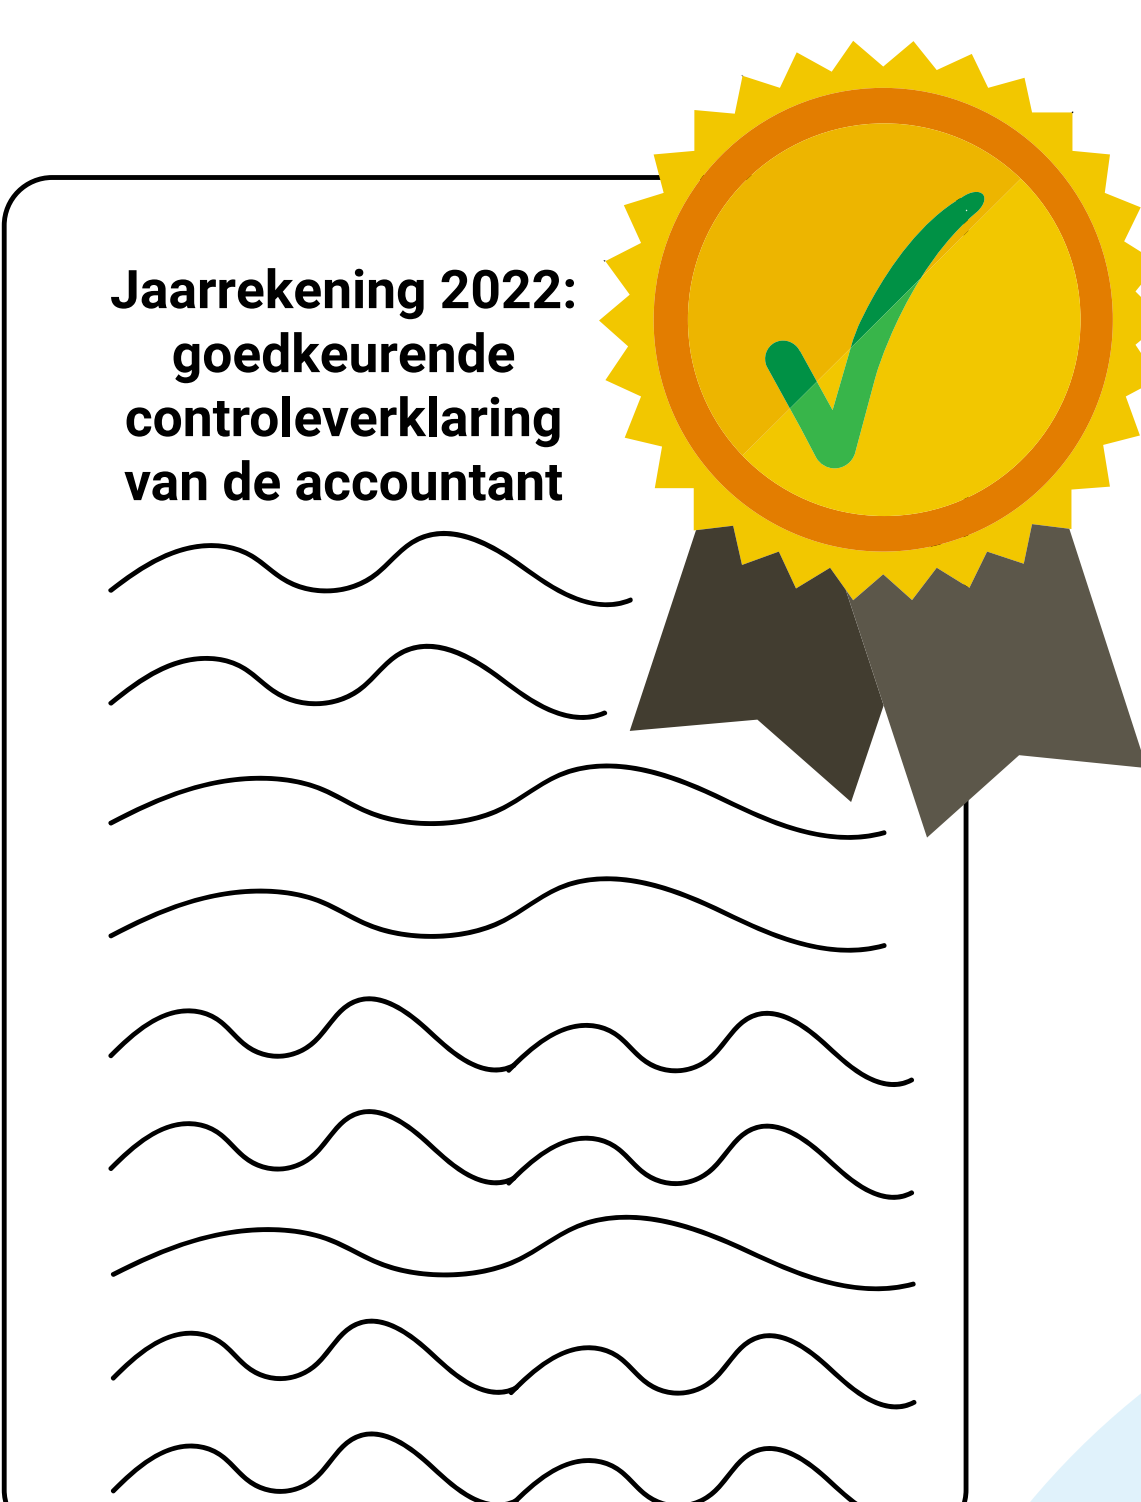 Jaarrekening 2022:
goedkeurende
controleverklaring
van de accountant